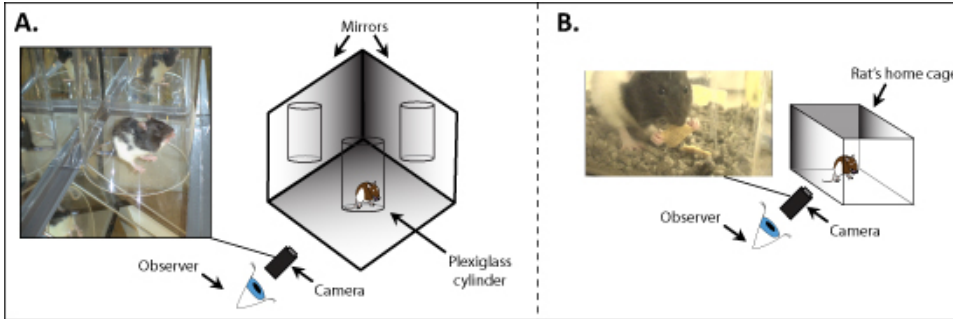 A.
Mirrors
Observer
Camera
Plexiglass
cylinder
B.
Rat's home cage
Observer
Camera